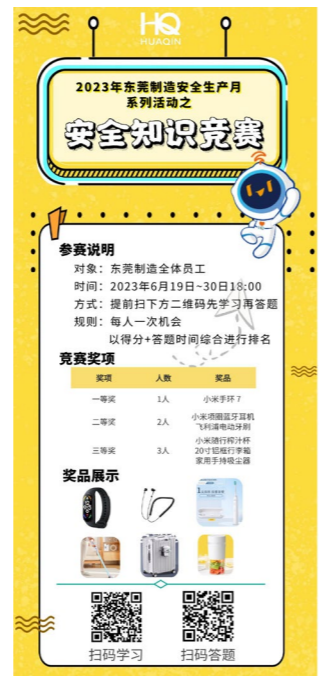 HQ
HUAQIN
2023年东莞制造安全生产月
系列活动之
安全知识竞赛
参赛说明
对象：东莞制造全体员工
时间：2023年6月19日~30日18:00
方式：提前扫下方二维码先学习再答题
规则：每人一次机会
以得分+答题时间综合进行排名
竞赛奖项
奖项 人数 奖品
一等奖 1人 小米手环 7
二等奖 2人 小米项圈蓝牙耳机
飞利浦电动牙刷
三等奖 3人 小米随行榨汁杯
20寸铝框行李箱
家用手持吸尘器
奖品展示
扫码学习 扫码答题